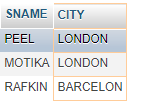 SNAME CITY
PEEL LONDON
MOTIKA LONDON
RAFKIN BARCELON